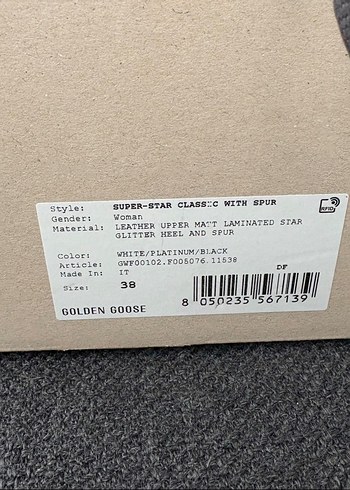 Style: SUPER-STAR CLASSIC WITH SPUR
Gender: Woman
Material: LEATHER UPPER MATT LAMINATED STAR
GLITTER HEEL AND SPUR
Color: WHITE/PLATINUM/BLACK
Article: GWF00102.F005076.11538
Made In: IT
DF
Size: 38
8 050235 567139
GOLDEN GOOSE
RFID